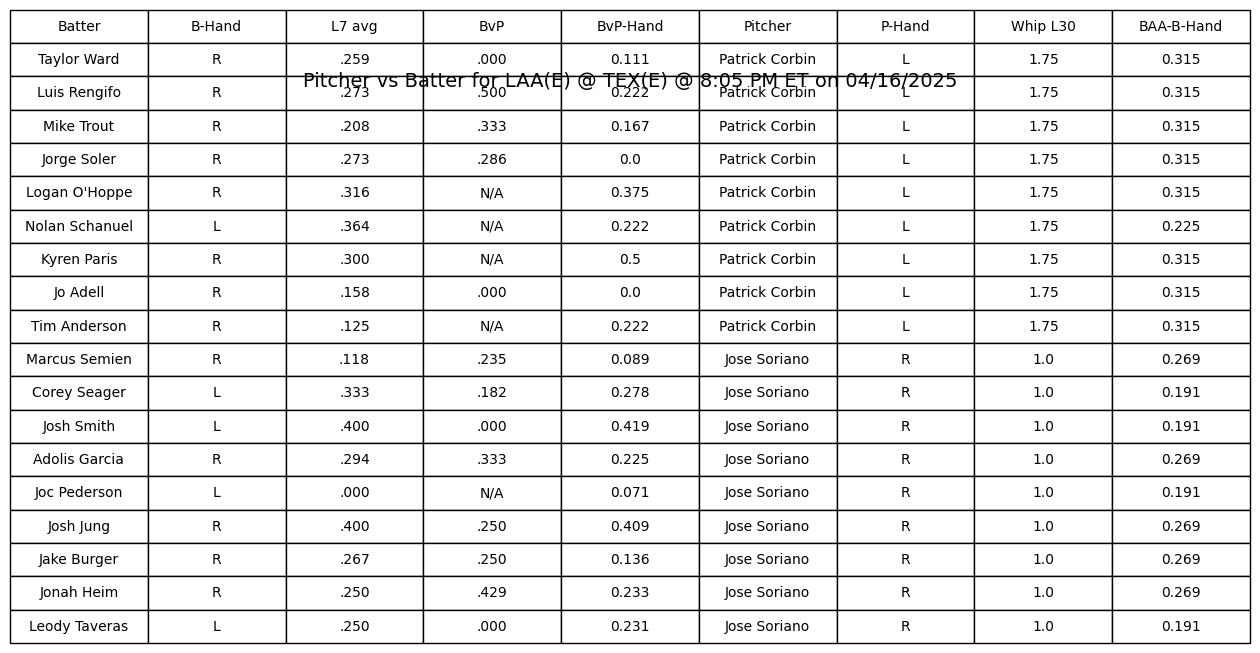 Batter B-Hand L7 avg BvP BvP-Hand Pitcher P-Hand Whip L30 BAA-B-Hand
Taylor Ward R .259 .000 0.111 Patrick Corbin L 1.75 0.315
Pitcher vs Batter for LAA(E) @ TEX(E) @ 8:05 PM ET on 04/16/2025
Luis Rengifo R .273 .500 0.222 Patrick Corbin L 1.75 0.315
Mike Trout R .208 .333 0.167 Patrick Corbin L 1.75 0.315
Jorge Soler R .273 .286 0.0 Patrick Corbin L 1.75 0.315
Logan O'Hoppe R .316 N/A 0.375 Patrick Corbin L 1.75 0.315
Nolan Schanuel L .364 N/A 0.222 Patrick Corbin L 1.75 0.225
Kyren Paris R .300 N/A 0.5 Patrick Corbin L 1.75 0.315
Jo Adell R .158 .000 0.0 Patrick Corbin L 1.75 0.315
Tim Anderson R .125 N/A 0.222 Patrick Corbin L 1.75 0.315
Marcus Semien R .118 .235 0.089 Jose Soriano R 1.0 0.269
Corey Seager L .333 .182 0.278 Jose Soriano R 1.0 0.191
Josh Smith L .400 .000 0.419 Jose Soriano R 1.0 0.191
Adolis Garcia R .294 .333 0.225 Jose Soriano R 1.0 0.269
Joc Pederson L .000 N/A 0.071 Jose Soriano R 1.0 0.191
Josh Jung R .400 .250 0.409 Jose Soriano R 1.0 0.269
Jake Burger R .267 .250 0.136 Jose Soriano R 1.0 0.269
Jonah Heim R .250 .429 0.233 Jose Soriano R 1.0 0.269
Leody Taveras L .250 .000 0.231 Jose Soriano R 1.0 0.191